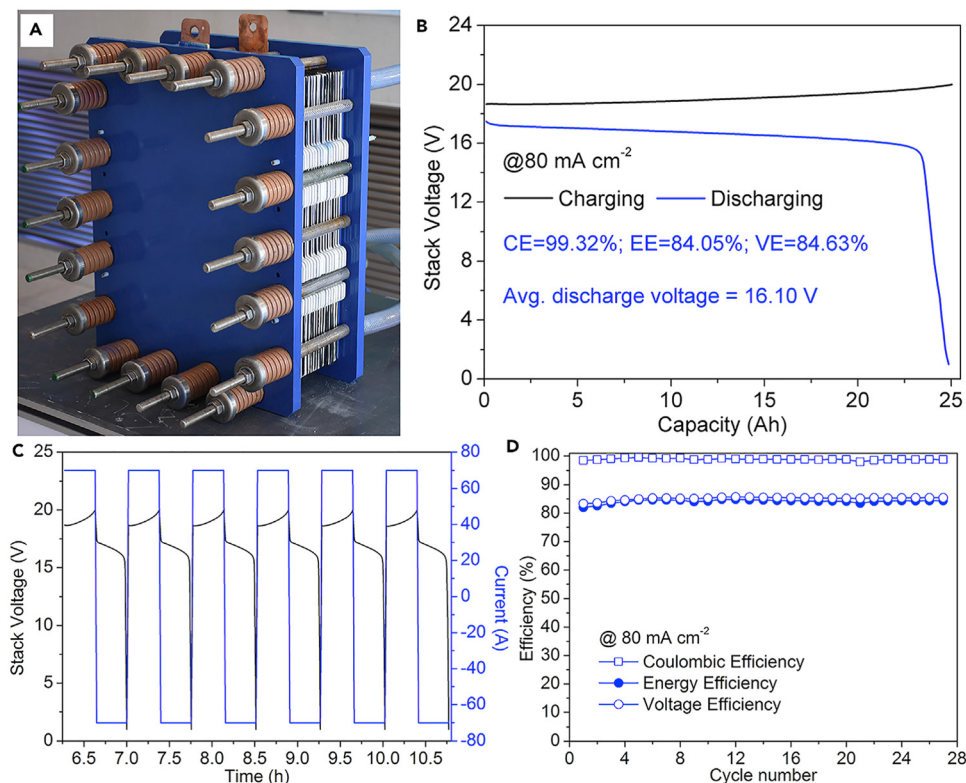 A
B
24
20
16
12
8
4
0
Stack Voltage (V)
@80 mA cm⁻²
Charging
Discharging
CE=99.32%; EE=84.05%; VE=84.63%
Avg. discharge voltage = 16.10 V
0
5
10
15
20
25
Capacity (Ah)
C
25
20
15
10
5
0
Stack Voltage (V)
80
70
60
40
20
0
-20
-40
-60
-80
Current (A)
6.5
7.0
7.5
8.0
8.5
9.0
9.5
10.0
10.5
Time (h)
D
100
90
80
70
60
50
40
30
20
10
0
Efficiency (%)
@ 80 mA cm⁻²
Coulombic Efficiency
Energy Efficiency
Voltage Efficiency
0
4
8
12
16
20
24
28
Cycle number